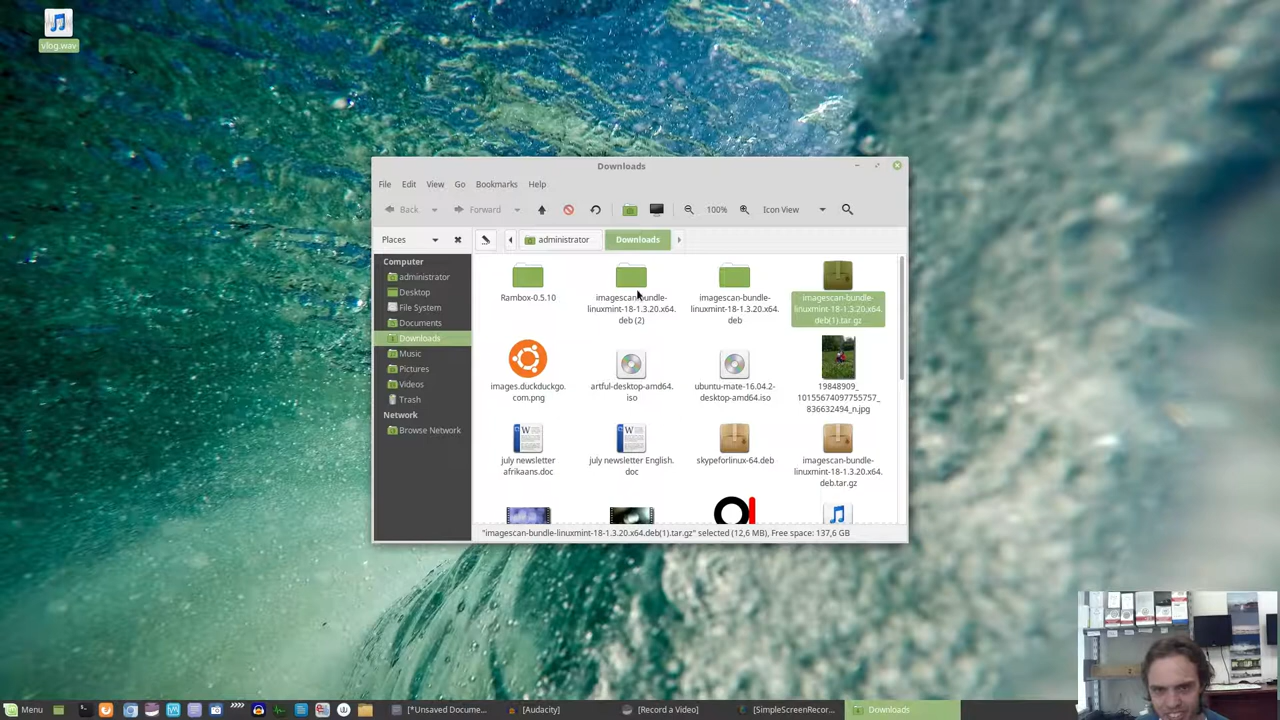 vlog.wav
Downloads
File Edit View Go Bookmarks Help
Back Forward 100% Icon View
Places administrator Downloads
Computer
administrator
Desktop
File System
Documents
Downloads
Music
Pictures
Videos
Trash
Network
Browse Network
Rambox-0.5.10
imagescan-bundle-
linuxmint-18-1.3.20.x64.
deb (2)
imagescan-bundle-
linuxmint-18-1.3.20.x64.
deb
imagescan-bundle-
linuxmint-18-1.3.20.x64.
deb(1).tar.gz
images.duckduckgo.
com.png
artful-desktop-amd64.
iso
ubuntu-mate-16.04.2-
desktop-amd64.iso
19848909_
10155674097755757_
836632494_n.jpg
july newsletter
afrikaans.doc
july newsletter English.
doc
skypeforlinux-64.deb
imagescan-bundle-
linuxmint-18-1.3.20.x64.
deb.tar.gz
"imagescan-bundle-linuxmint-18-1.3.20.x64.deb(1).tar.gz" selected (12,6 MB), Free space: 137,6 GB
Menu [*Unsaved Docume... [Audacity] [Record a Video] [SimpleScreenRecor... Downloads